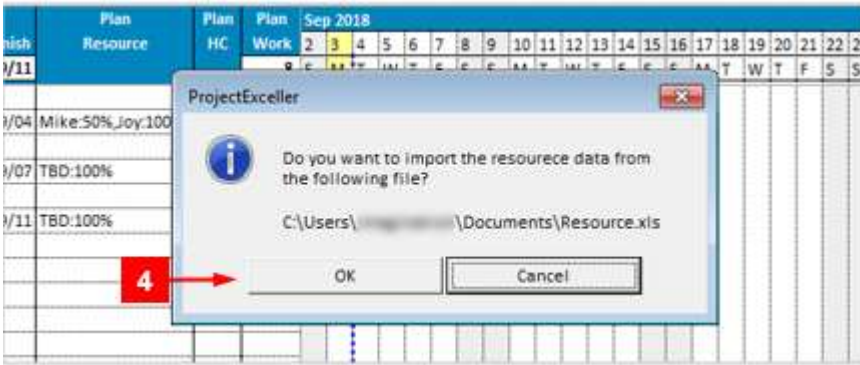 Plan Plan Plan Sep 2018
nish Resource HC Work 2 3 4 5 6 7 8 9 10 11 12 13 14 15 16 17 18 19 20 21 22 2
9/11 8 T W T F S S
ProjectExceller
9/04 Mike:50%,Joy:100
Do you want to import the resourece data from
the following file?
9/07 TBD:100%
9/11 TBD:100%
C:\Users\ \Documents\Resource.xls
4 OK Cancel